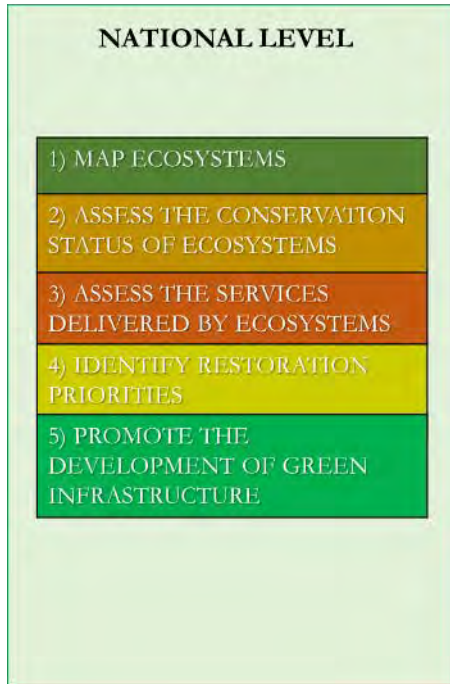 NATIONAL LEVEL
1) MAP ECOSYSTEMS
2) ASSESS THE CONSERVATION
STATUS OF ECOSYSTEMS
3) ASSESS THE SERVICES
DELIVERED BY ECOSYSTEMS
4) IDENTIFY RESTORATION
PRIORITIES
5) PROMOTE THE
DEVELOPMENT OF GREEN
INFRASTRUCTURE